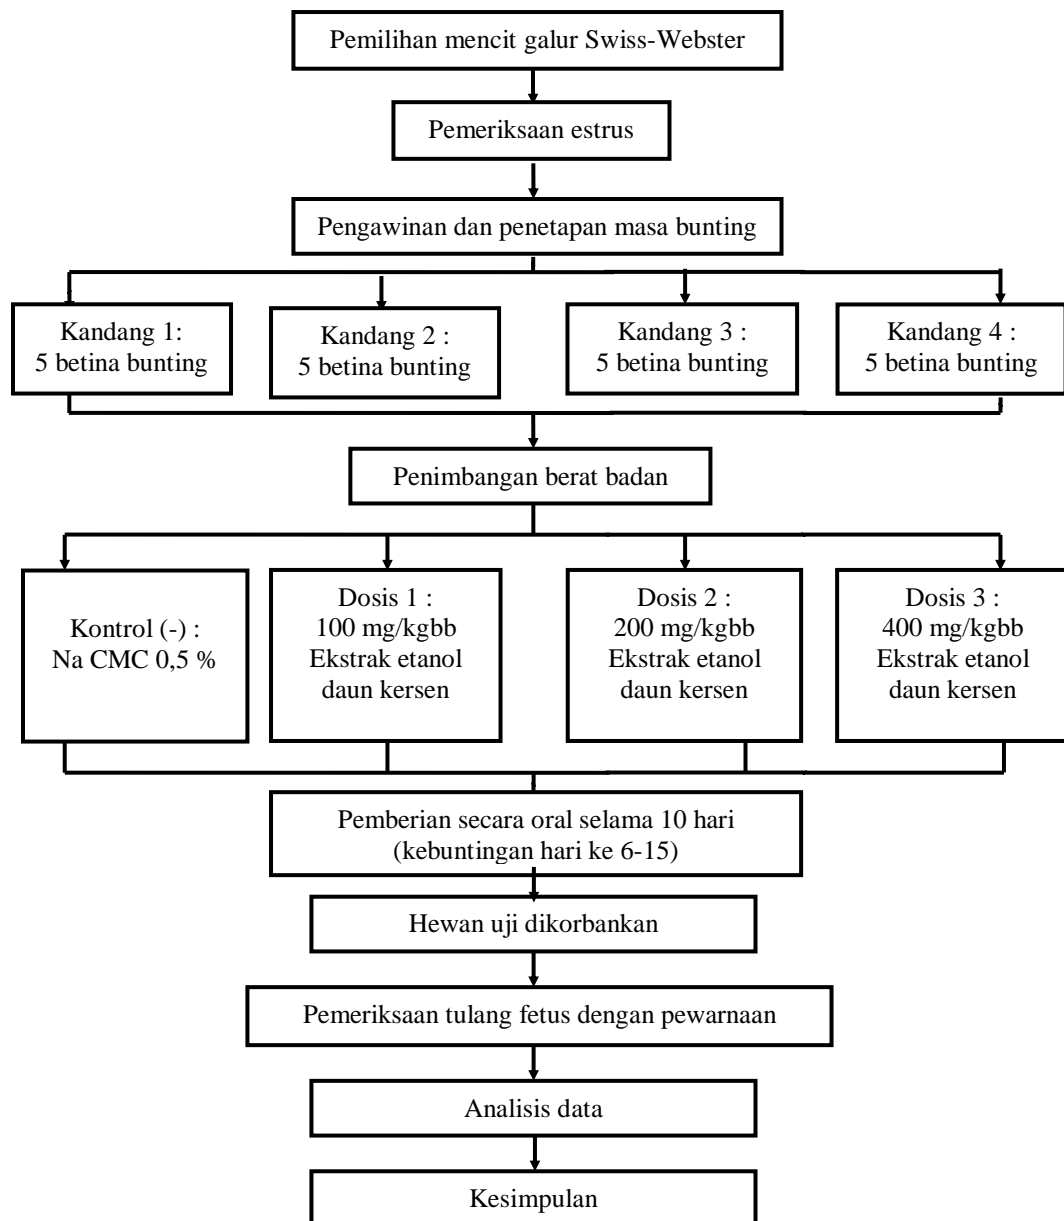 Pemilihan mencit galur Swiss-Webster
Pemeriksaan estrus
Pengawinan dan penetapan masa bunting
Kandang 1:
5 betina bunting
Kandang 2 :
5 betina bunting
Kandang 3 :
5 betina bunting
Kandang 4 :
5 betina bunting
Penimbangan berat badan
Kontrol (-) :
Na CMC 0,5 %
Dosis 1 :
100 mg/kgbb
Ekstrak etanol
daun kersen
Dosis 2 :
200 mg/kgbb
Ekstrak etanol
daun kersen
Dosis 3 :
400 mg/kgbb
Ekstrak etanol
daun kersen
Pemberian secara oral selama 10 hari
(kebuntingan hari ke 6-15)
Hewan uji dikorbankan
Pemeriksaan tulang fetus dengan pewarnaan
Analisis data
Kesimpulan